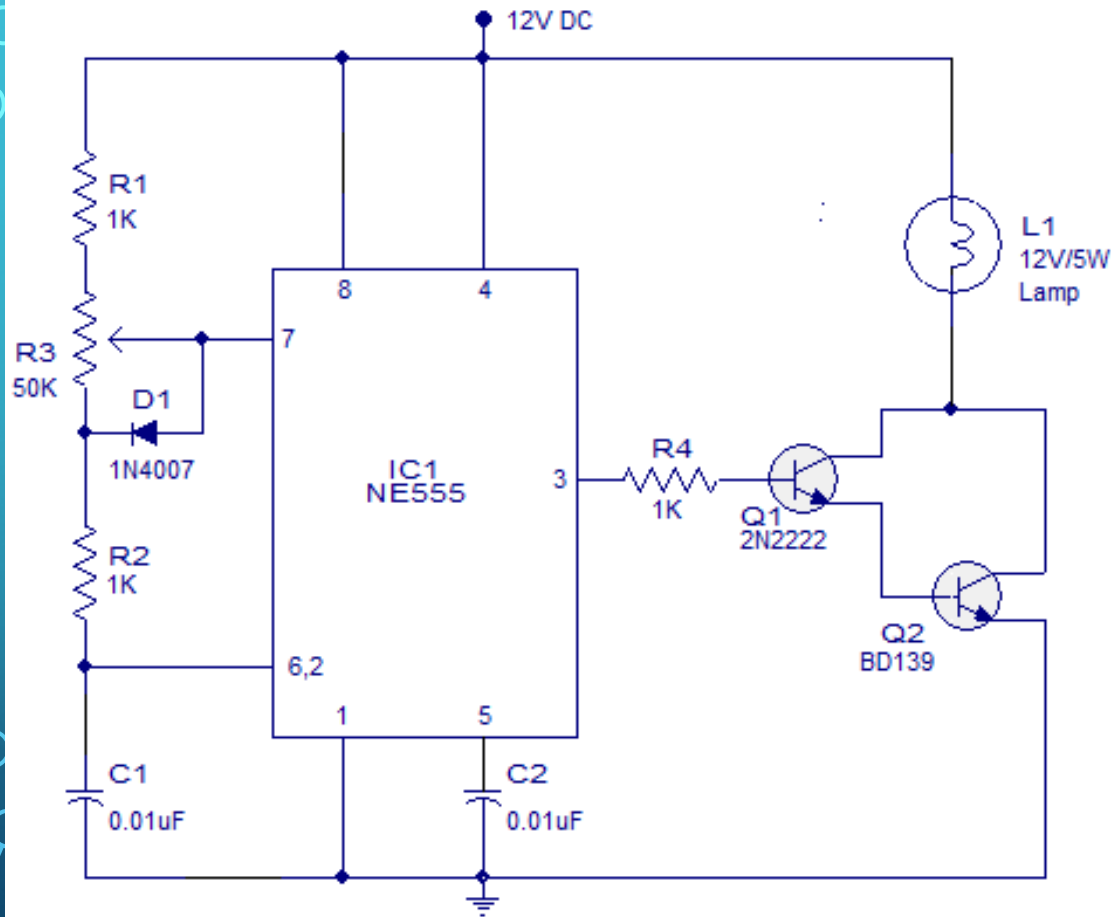 12V DC
R1
1K
8
4
L1
12V/5W
Lamp
7
R3
50K
D1
1N4007
IC1
NE555
3
R4
1K
Q1
2N2222
R2
1K
Q2
BD139
6,2
1
5
C1
0.01uF
C2
0.01uF